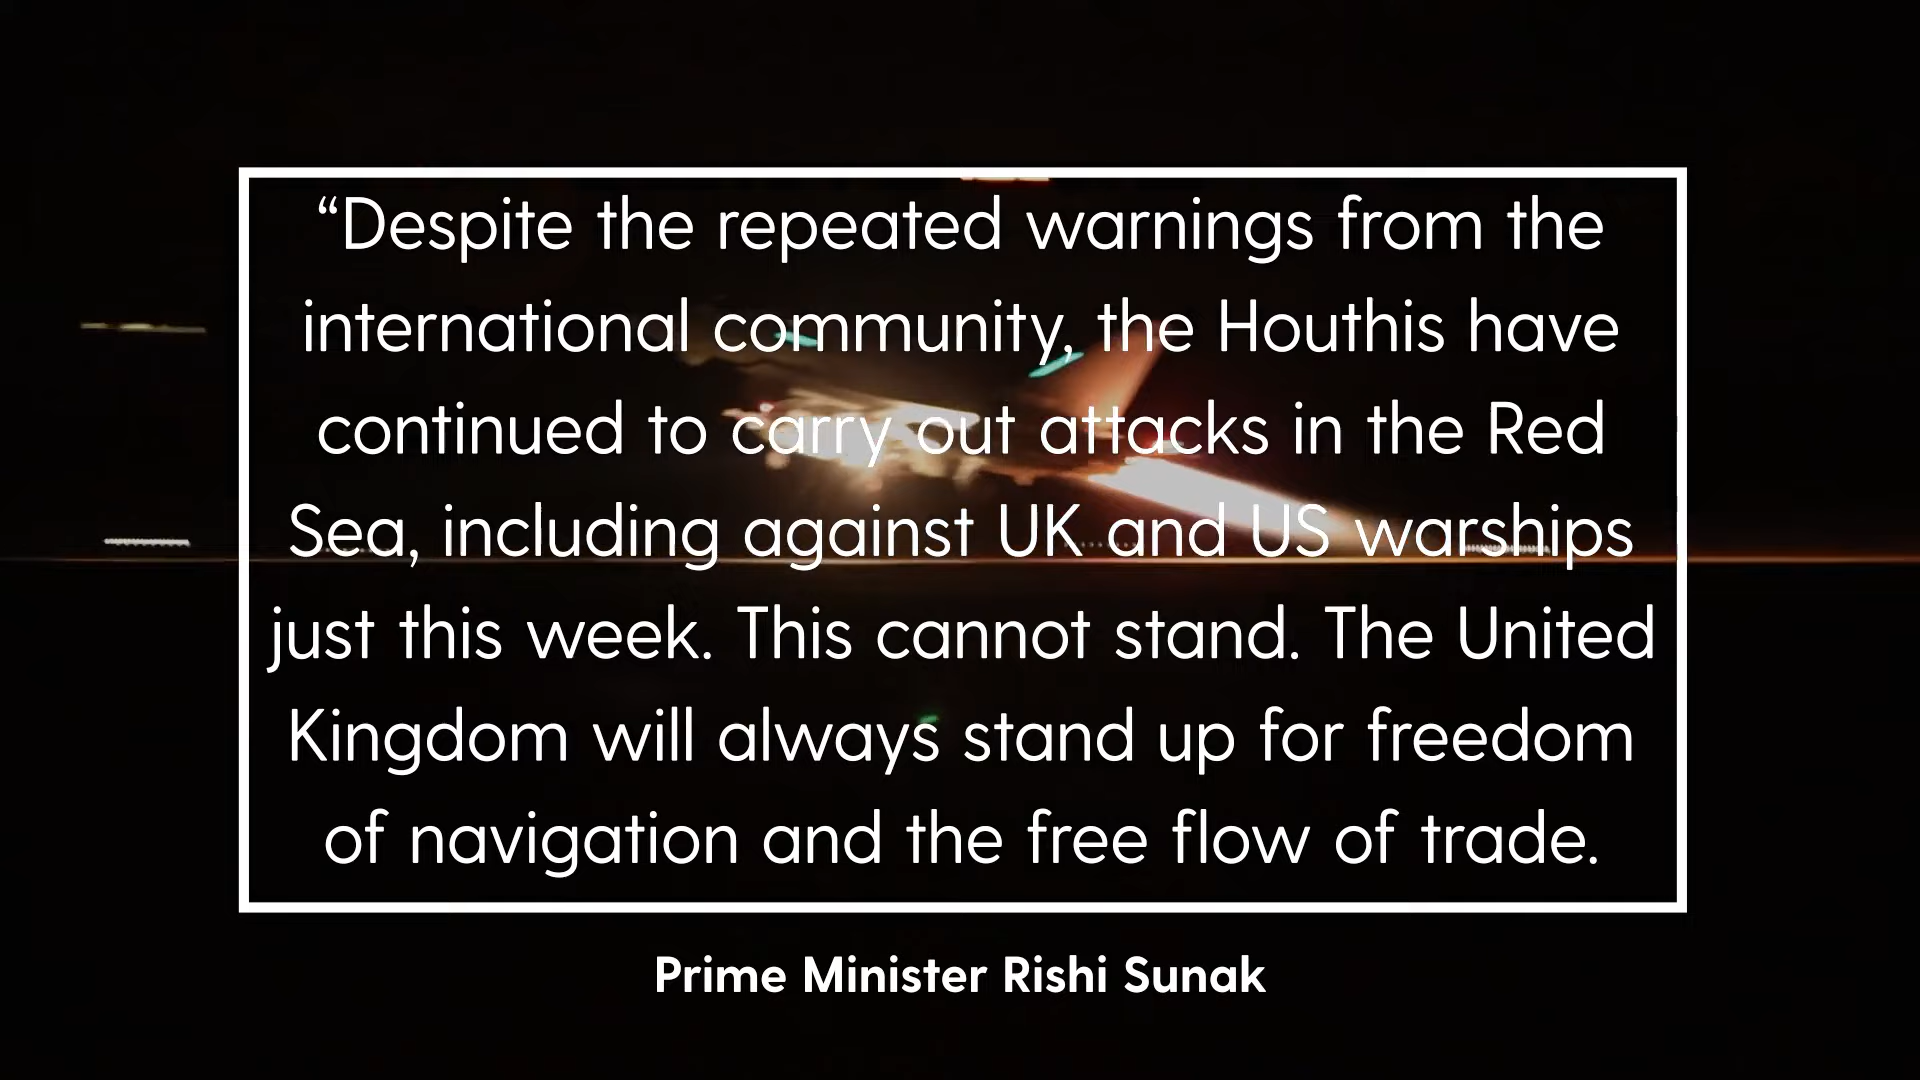 “Despite the repeated warnings from the
international community, the Houthis have
continued to carry out attacks in the Red
Sea, including against UK and US warships
just this week. This cannot stand. The United
Kingdom will always stand up for freedom
of navigation and the free flow of trade.
Prime Minister Rishi Sunak